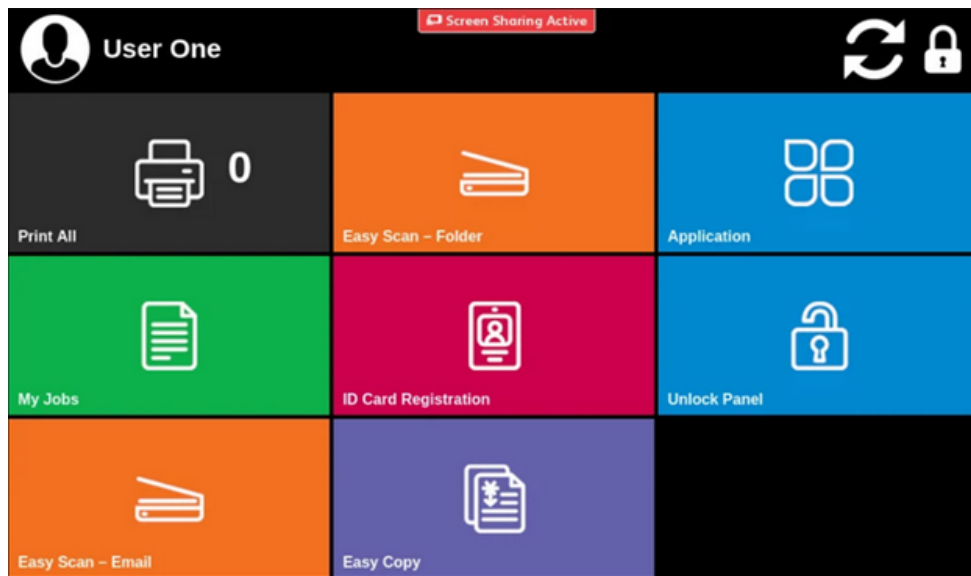 Screen Sharing Active
User One
0
Print All
Easy Scan – Folder
Application
My Jobs
ID Card Registration
Unlock Panel
Easy Scan – Email
Easy Copy